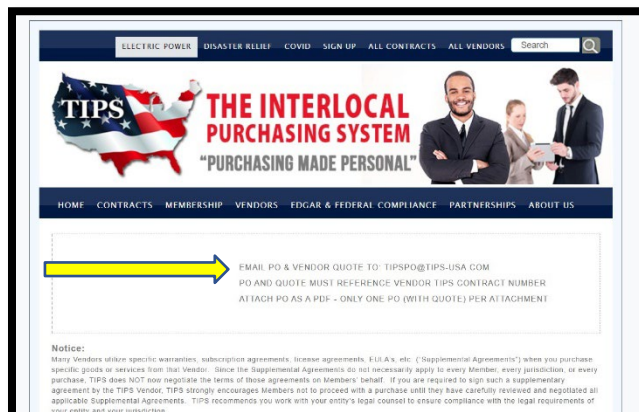 ELECTRIC POWER DISASTER RELIEF COVID SIGN UP ALL CONTRACTS ALL VENDORS Search
TIPS
THE INTERLOCAL
PURCHASING SYSTEM
"PURCHASING MADE PERSONAL"
HOME CONTRACTS MEMBERSHIP VENDORS EDGAR & FEDERAL COMPLIANCE PARTNERSHIPS ABOUT US
EMAIL PO & VENDOR QUOTE TO: TIPSPO@TIPS-USA.COM
PO AND QUOTE MUST REFERENCE VENDOR TIPS CONTRACT NUMBER
ATTACH PO AS A PDF - ONLY ONE PO (WITH QUOTE) PER ATTACHMENT
Notice:
Many Vendors utilize specific warranties, subscription agreements, license agreements, EULA's, etc. ("Supplemental Agreements") when you purchase
specific goods or services from that Vendor. Since the Supplemental Agreements do not necessarily apply to every Member, every jurisdiction, or every
purchase, TIPS does NOT now negotiate the terms of those agreements on Members' behalf. If you are required to sign such a supplementary
agreement by the TIPS Vendor, TIPS strongly encourages Members not to proceed with a purchase until they have carefully reviewed and negotiated all
applicable Supplemental Agreements. TIPS recommends you work with your entity's legal counsel to ensure compliance with the legal requirements of
your entity and your jurisdiction.